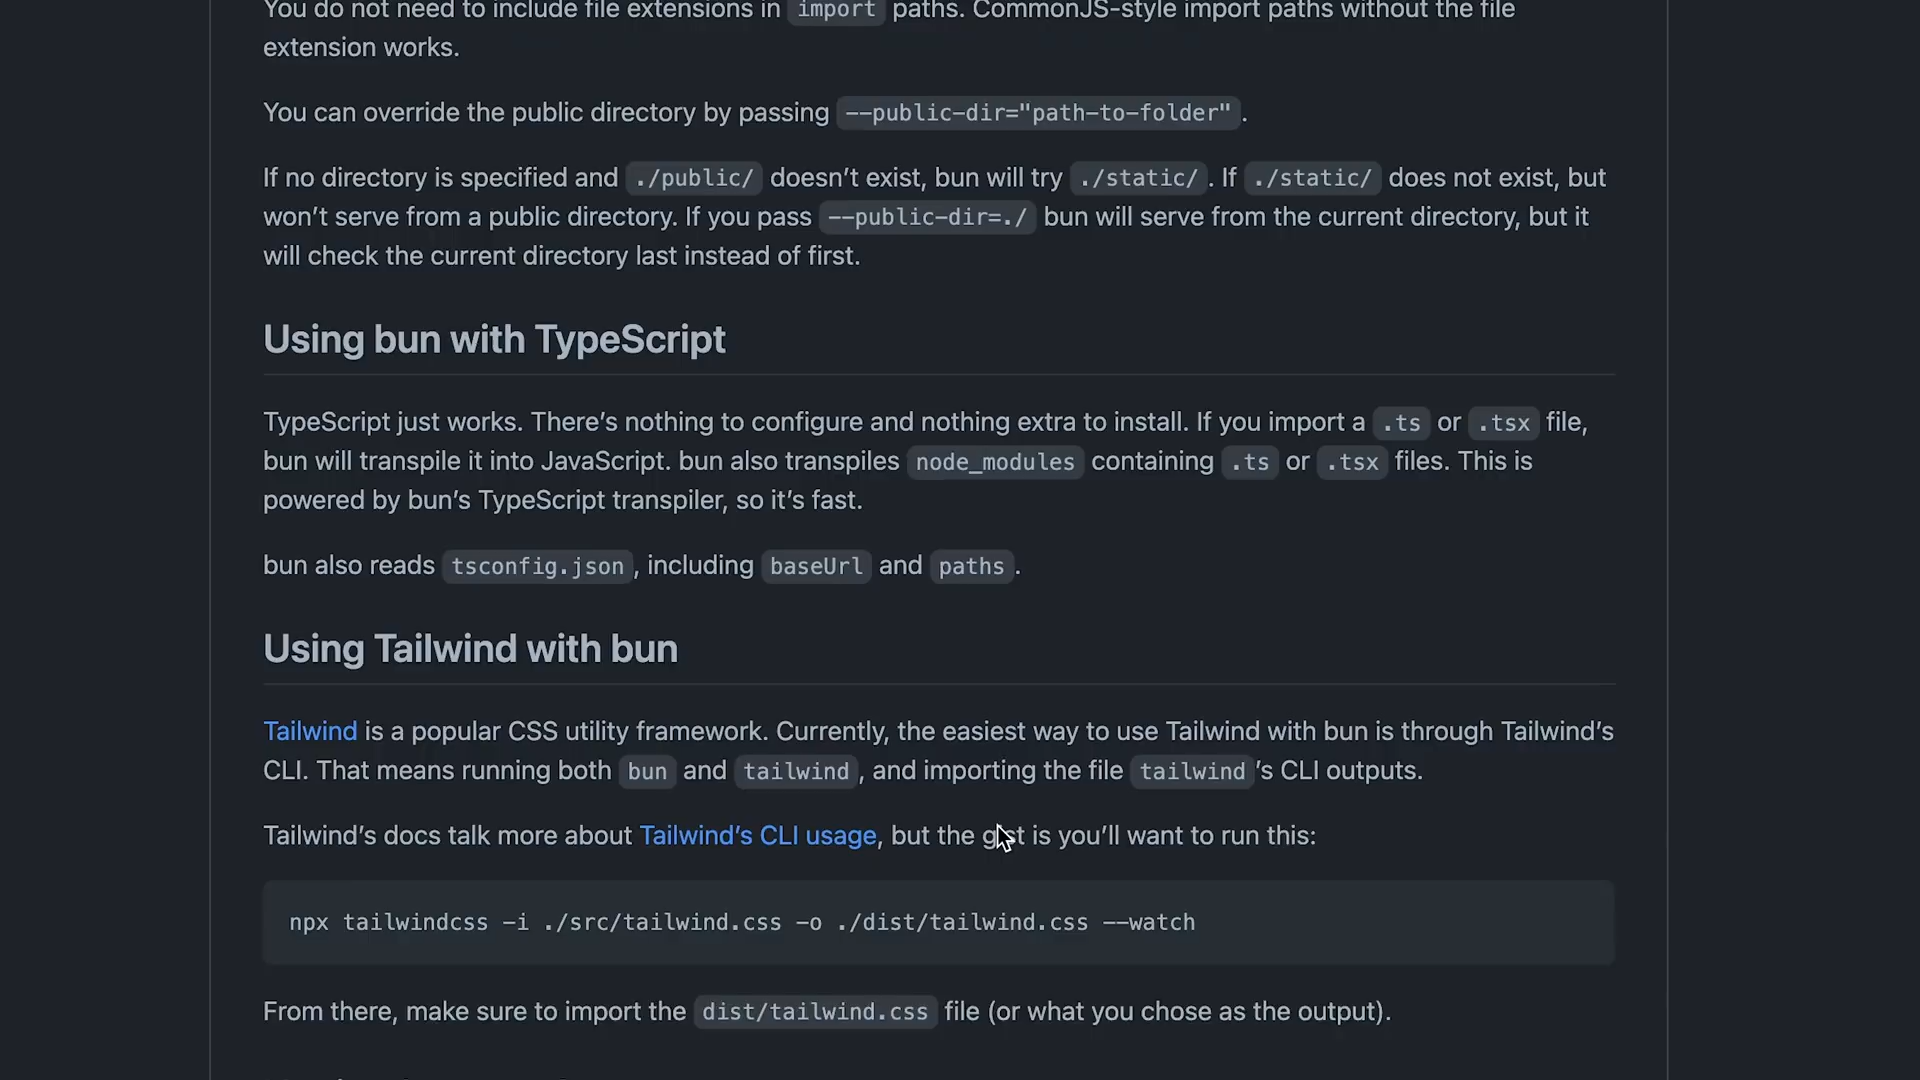 You do not need to include file extensions in import paths. CommonJS-style import paths without the file
extension works.
You can override the public directory by passing --public-dir="path-to-folder" .
If no directory is specified and ./public/ doesn’t exist, bun will try ./static/ . If ./static/ does not exist, but
won’t serve from a public directory. If you pass --public-dir=./ bun will serve from the current directory, but it
will check the current directory last instead of first.
Using bun with TypeScript
TypeScript just works. There’s nothing to configure and nothing extra to install. If you import a .ts or .tsx file,
bun will transpile it into JavaScript. bun also transpiles node_modules containing .ts or .tsx files. This is
powered by bun’s TypeScript transpiler, so it’s fast.
bun also reads tsconfig.json, including baseUrl and paths.
Using Tailwind with bun
Tailwind is a popular CSS utility framework. Currently, the easiest way to use Tailwind with bun is through Tailwind’s
CLI. That means running both bun and tailwind, and importing the file tailwind’s CLI outputs.
Tailwind’s docs talk more about Tailwind’s CLI usage, but the gist is you’ll want to run this:
npx tailwindcss -i ./src/tailwind.css -o ./dist/tailwind.css --watch
From there, make sure to import the dist/tailwind.css file (or what you chose as the output).